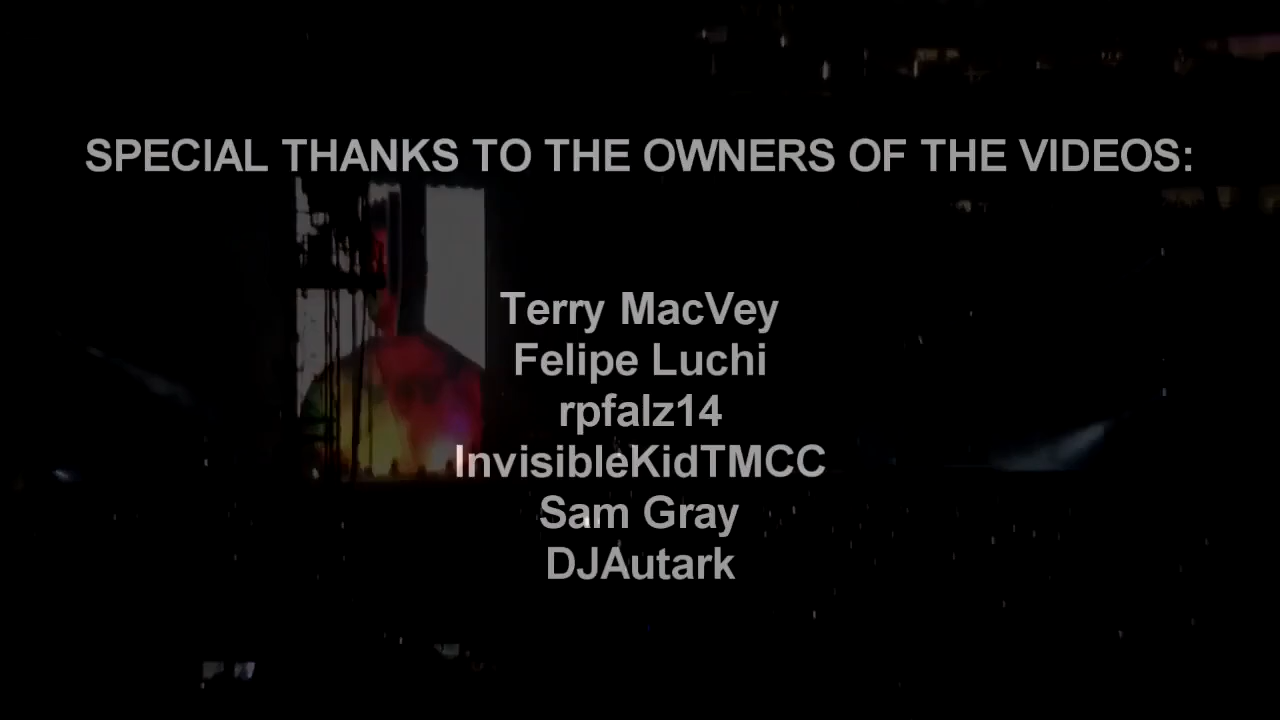 SPECIAL THANKS TO THE OWNERS OF THE VIDEOS:
Terry MacVey
Felipe Luchi
rpfalz14
InvisibleKidTMCC
Sam Gray
DJAutark